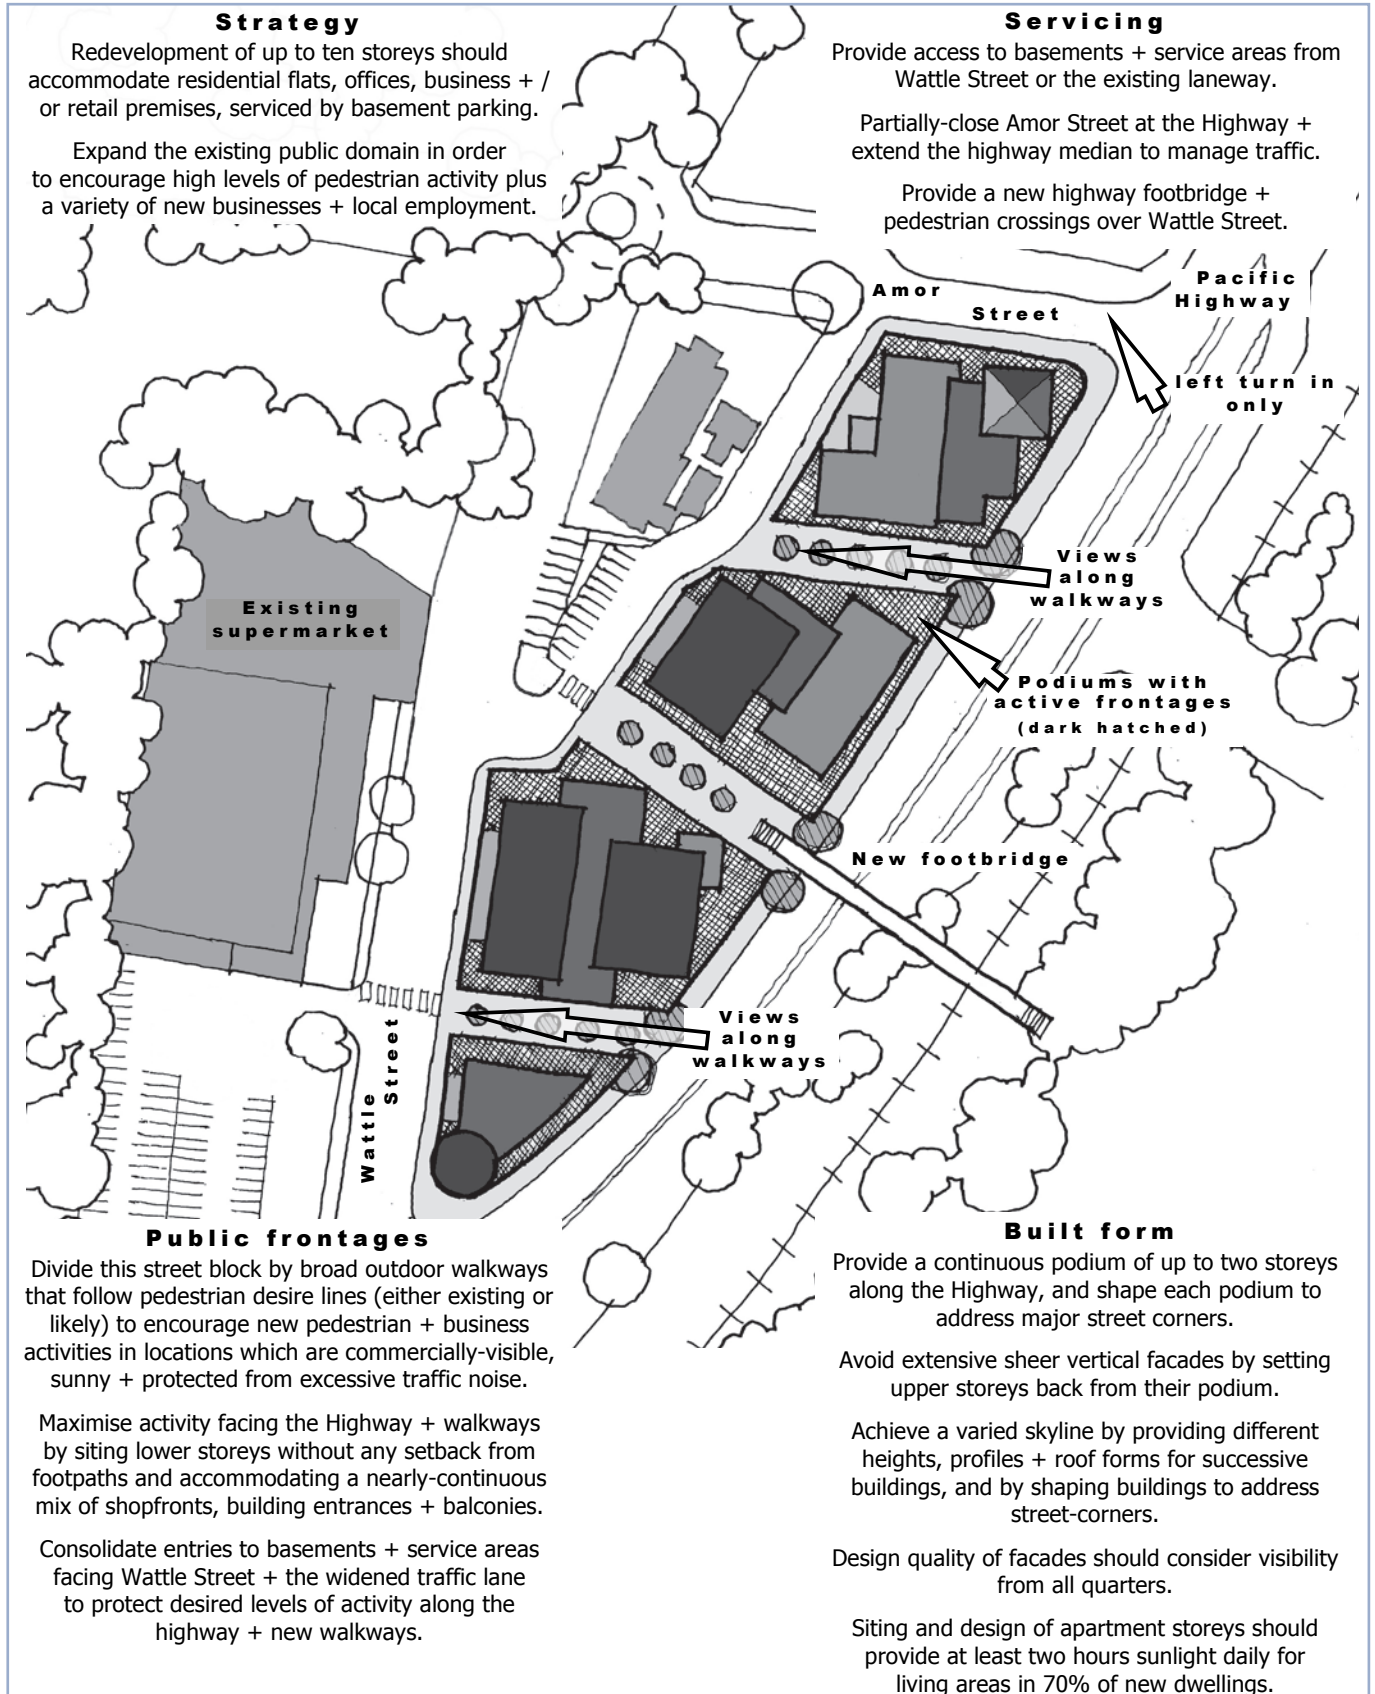 Strategy
Redevelopment of up to ten storeys should
accommodate residential flats, offices, business + /
or retail premises, serviced by basement parking.
Expand the existing public domain in order
to encourage high levels of pedestrian activity plus
a variety of new businesses + local employment.
Servicing
Provide access to basements + service areas from
Wattle Street or the existing laneway.
Partially-close Amor Street at the Highway +
extend the highway median to manage traffic.
Provide a new highway footbridge +
pedestrian crossings over Wattle Street.
Amor
Street
Pacific
Highway
left turn in
only
Views
along
walkways
Existing
supermarket
Podiums with
active frontages
(dark hatched)
New footbridge
Views
along
walkways
Wattle
Street
Public frontages
Divide this street block by broad outdoor walkways
that follow pedestrian desire lines (either existing or
likely) to encourage new pedestrian + business
activities in locations which are commercially-visible,
sunny + protected from excessive traffic noise.
Maximise activity facing the Highway + walkways
by siting lower storeys without any setback from
footpaths and accommodating a nearly-continuous
mix of shopfronts, building entrances + balconies.
Consolidate entries to basements + service areas
facing Wattle Street + the widened traffic lane
to protect desired levels of activity along the
highway + new walkways.
Built form
Provide a continuous podium of up to two storeys
along the Highway, and shape each podium to
address major street corners.
Avoid extensive sheer vertical facades by setting
upper storeys back from their podium.
Achieve a varied skyline by providing different
heights, profiles + roof forms for successive
buildings, and by shaping buildings to address
street-corners.
Design quality of facades should consider visibility
from all quarters.
Siting and design of apartment storeys should
provide at least two hours sunlight daily for
living areas in 70% of new dwellings.